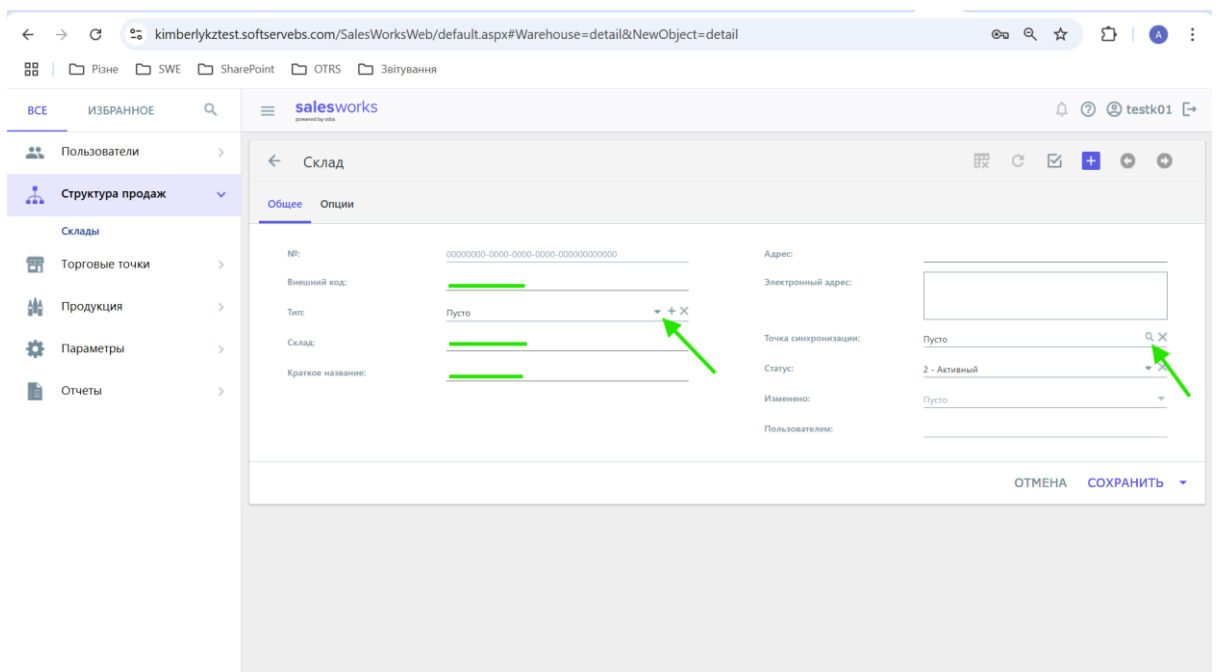 kimberlykztest.softservebs.com/SalesWorksWeb/default.aspx#Warehouse=detail&NewObject=detail
A
Різне SWE SharePoint OTRS Звітування
ВСЕ ИЗБРАННОЕ
salesworks
testk01
Пользователи
Структура продаж
Склады
Торговые точки
Продукция
Параметры
Отчеты
Склад
Общее Опции
№: 00000000-0000-0000-0000-000000000000
Внешний код:
Тип: Пусто
Склад:
Краткое название:
Адрес:
Электронный адрес:
Точка синхронизации: Пусто
Статус: 2 - Активный
Изменено: Пусто
Пользователем:
ОТМЕНА СОХРАНИТЬ